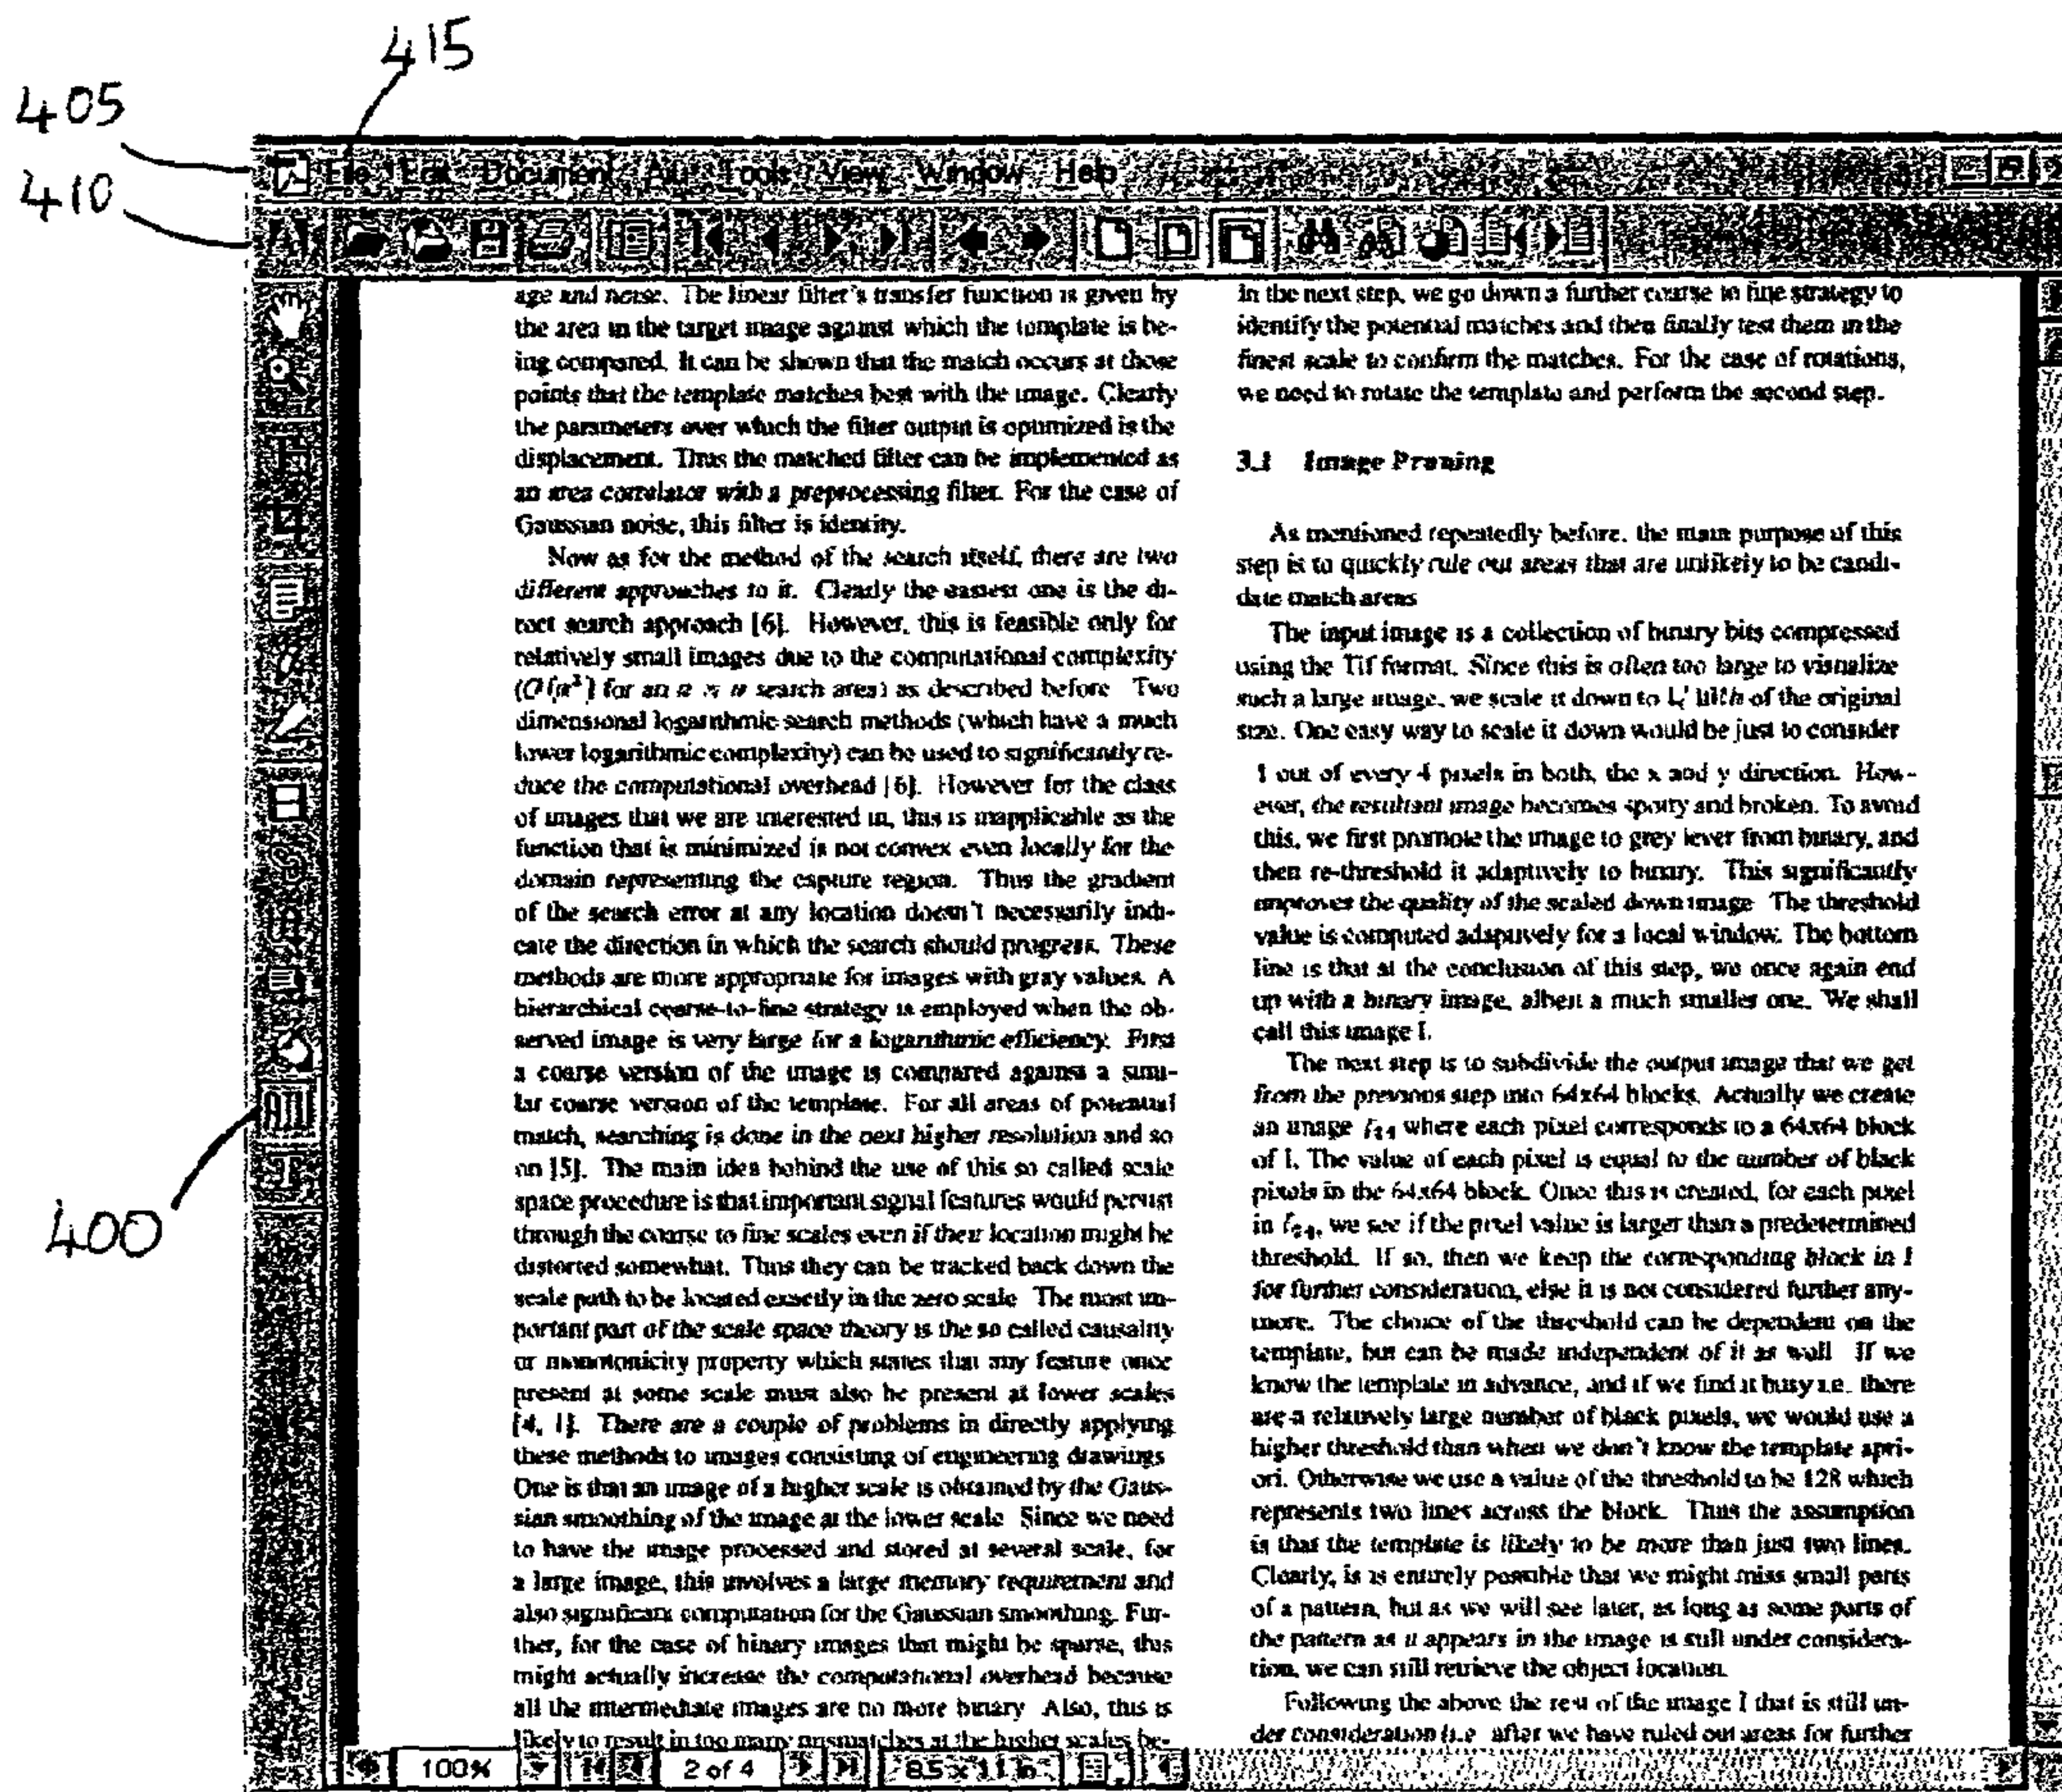 415
405
410
File Edit Document Aiu Tools View Window Help
age and noise. The linear filter's transfer function is given by
the area in the target image against which the template is be-
ing compared. It can be shown that the match occurs at those
points that the template matches best with the image. Clearly
the parameters over which the filter output is optimized is the
displacement. Thus the matched filter can be implemented as
an area correlator with a preprocessing filter. For the case of
Gaussian noise, this filter is identity.
Now as for the method of the search itself, there are two
different approaches to it. Clearly the easiest one is the di-
rect search approach [6]. However, this is feasible only for
relatively small images due to the computational complexity
for an n × n search area) as described before Two
dimensional logarithmic search methods (which have a much
lower logarithmic complexity) can be used to significantly re-
duce the computational overhead [6]. However for the class
of images that we are interested in, this is inapplicable as the
function that is minimized is not convex even locally for the
domain representing the capture region. Thus the gradient
of the search error at any location doesn't necessarily indi-
cate the direction in which the search should progress. These
methods are more appropriate for images with gray values. A
hierarchical coarse-to-fine strategy is employed when the ob-
served image is very large for a logarithmic efficiency. First
a coarse version of the image is compared against a simi-
lar coarse version of the template. For all areas of potential
match, searching is done in the next higher resolution and so
on [5]. The main idea behind the use of this so called scale
space procedure is that important signal features would persist
through the coarse to fine scales even if their location might be
distorted somewhat. Thus they can be tracked back down the
scale path to be located exactly in the zero scale The most im-
portant part of the scale space theory is the so called causality
or monotonicity property which states that any feature once
present at some scale must also be present at lower scales
[4, 1]. There are a couple of problems in directly applying
these methods to images consisting of engineering drawings
One is that an image of a higher scale is obtained by the Gaus-
sian smoothing of the image at the lower scale Since we need
to have the image processed and stored at several scale, for
a large image, this involves a large memory requirement and
also significant computation for the Gaussian smoothing. Fur-
ther, for the case of binary images that might be sparse, this
might actually increase the computational overhead because
all the intermediate images are no more binary Also, this is
likely to result in too many mismatches at the higher scales be-
In the next step, we go down a further coarse to fine strategy to
identify the potential matches and then finally test them in the
finest scale to confirm the matches. For the case of rotations,
we need to rotate the template and perform the second step.
3.1 Image Pruning
As mentioned repeatedly before, the main purpose of this
step is to quickly rule out areas that are unlikely to be candi-
date match areas
The input image is a collection of binary bits compressed
using the Tif format. Since this is often too large to visualize
such a large image, we scale it down to of the original
size. One easy way to scale it down would be just to consider
1 out of every 4 pixels in both, the x and y direction. How-
ever, the resultant image becomes spotty and broken. To avoid
this, we first promote the image to grey lever from binary, and
then re-threshold it adaptively to binary. This significantly
improves the quality of the scaled down image The threshold
value is computed adaptively for a local window. The bottom
line is that at the conclusion of this step, we once again end
up with a binary image, albeit a much smaller one. We shall
call this image I.
The next step is to subdivide the output image that we get
from the previous step into 64x64 blocks. Actually we create
an image where each pixel corresponds to a 64x64 block
of I. The value of each pixel is equal to the number of black
pixels in the 64x64 block. Once this is created, for each pixel
in we see if the pixel value is larger than a predetermined
threshold. If so, then we keep the corresponding block in I
for further consideration, else it is not considered further any-
more. The choice of the threshold can be dependent on the
template, but can be made independent of it as well If we
know the template in advance, and if we find it busy i.e. there
are a relatively large number of black pixels, we would use a
higher threshold than when we don't know the template apri-
ori. Otherwise we use a value of the threshold to be 128 which
represents two lines across the block. Thus the assumption
is that the template is likely to be more than just two lines.
Clearly, is is entirely possible that we might miss small parts
of a pattern, but as we will see later, as long as some parts of
the pattern as it appears in the image is still under considera-
tion, we can still retrieve the object location.
Following the above the rest of the image I that is still un-
der consideration (i.e after we have ruled out areas for further
400
100% 2 of 4 8.5 x 11 in